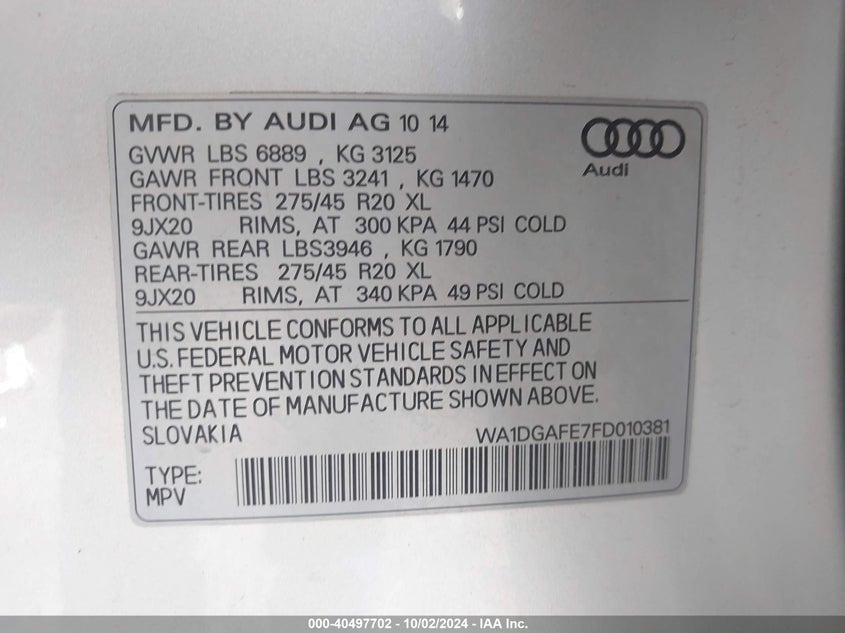 MFD. BY AUDI AG 10 14
GVWR LBS 6889 , KG 3125
GAWR FRONT LBS 3241 , KG 1470
FRONT-TIRES 275/45 R20 XL
9JX20 RIMS, AT 300 KPA 44 PSI COLD
GAWR REAR LBS3946 , KG 1790
REAR-TIRES 275/45 R20 XL
9JX20 RIMS, AT 340 KPA 49 PSI COLD
Audi
THIS VEHICLE CONFORMS TO ALL APPLICABLE
U.S. FEDERAL MOTOR VEHICLE SAFETY AND
THEFT PREVENTION STANDARDS IN EFFECT ON
THE DATE OF MANUFACTURE SHOWN ABOVE.
SLOVAKIA WA1DGAFE7FD010381
TYPE:
MPV
000-40497702 - 10/02/2024 - IAA Inc.